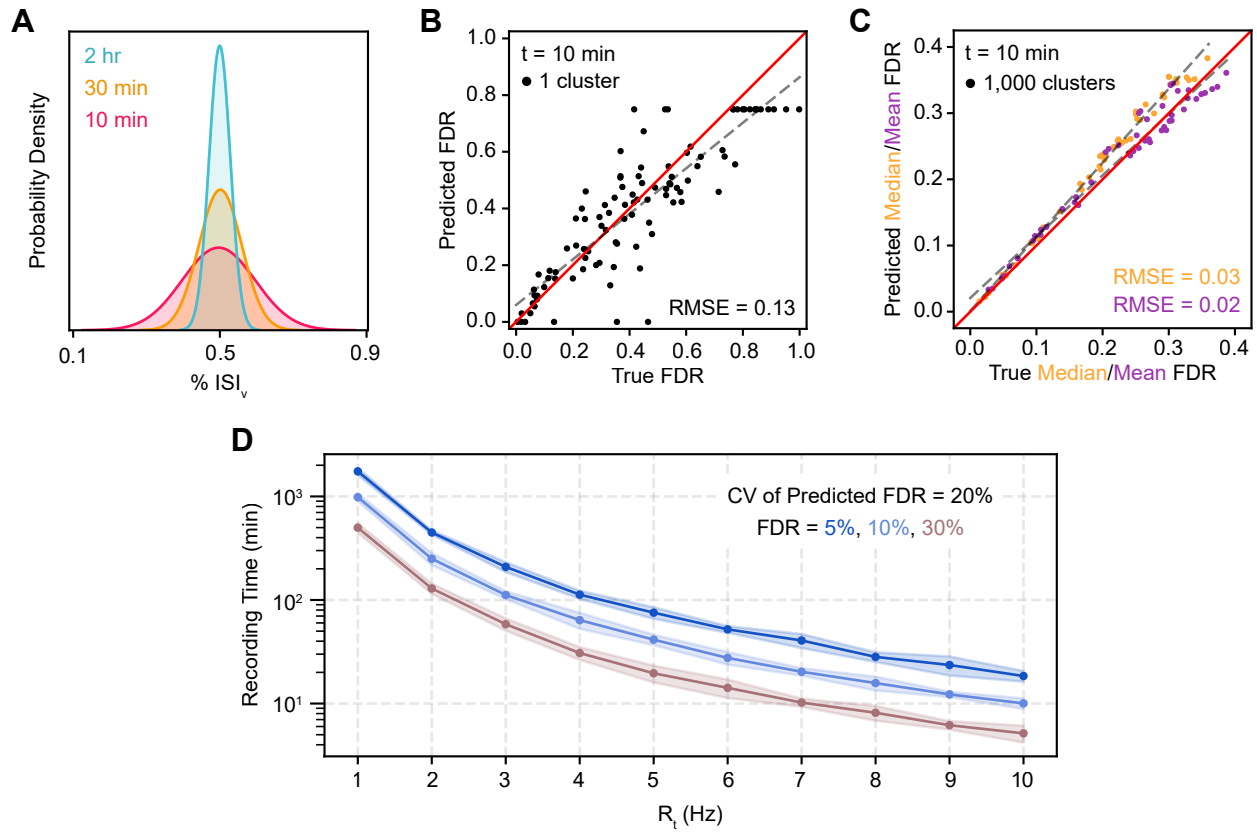 A
2 hr
30 min
10 min
Probability Density
0.1
0.5
0.9
% ISIv
B
t = 10 min
1 cluster
Predicted FDR
1.0
0.8
0.6
0.4
0.2
0.0
RMSE = 0.13
0.0
0.2
0.4
0.6
0.8
1.0
True FDR
C
t = 10 min
1,000 clusters
Predicted Median/Mean FDR
0.4
0.3
0.2
0.1
0.0
RMSE = 0.03
RMSE = 0.02
0.0
0.1
0.2
0.3
0.4
True Median/Mean FDR
D
CV of Predicted FDR = 20%
FDR = 5%, 10%, 30%
Recording Time (min)
10³
10²
10¹
1
2
3
4
5
6
7
8
9
10
Rt (Hz)